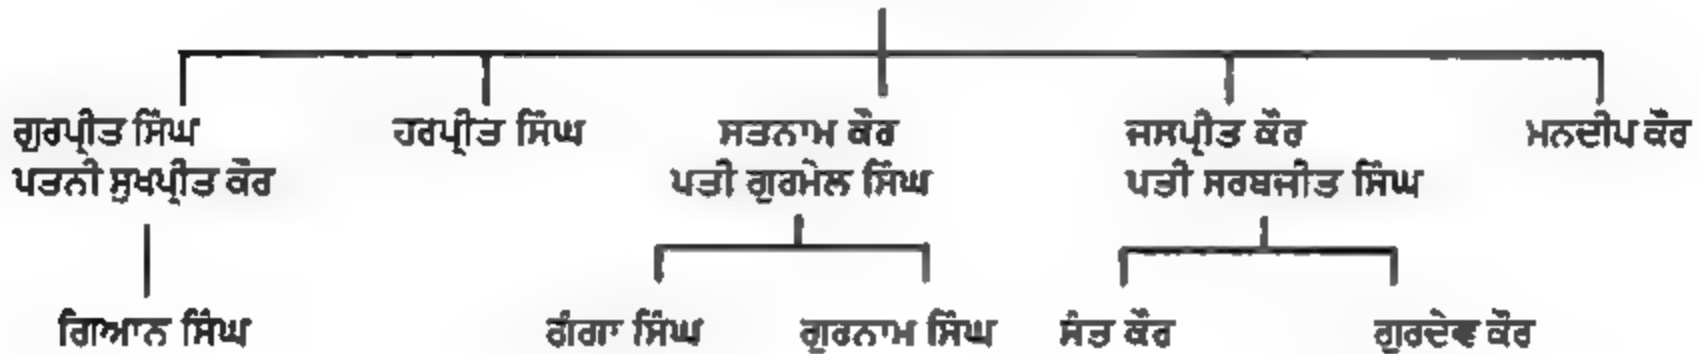 ਗੁਰਪ੍ਰੀਤ ਸਿੰਘ ਹਰਪ੍ਰੀਤ ਸਿੰਘ ਸਤਨਾਮ ਕੌਰ ਜਸਪ੍ਰੀਤ ਕੌਰ ਮਨਦੀਪ ਕੌਰ
ਪਤਨੀ ਸੁਖਪ੍ਰੀਤ ਕੌਰ ਪਤੀ ਗੁਰਮੇਲ ਸਿੰਘ ਪਤੀ ਸਰਬਜੀਤ ਸਿੰਘ
ਗਿਆਨ ਸਿੰਘ ਗੰਗਾ ਸਿੰਘ ਗੁਰਨਾਮ ਸਿੰਘ ਸੰਤ ਕੌਰ ਗੁਰਦੇਵ ਕੌਰ